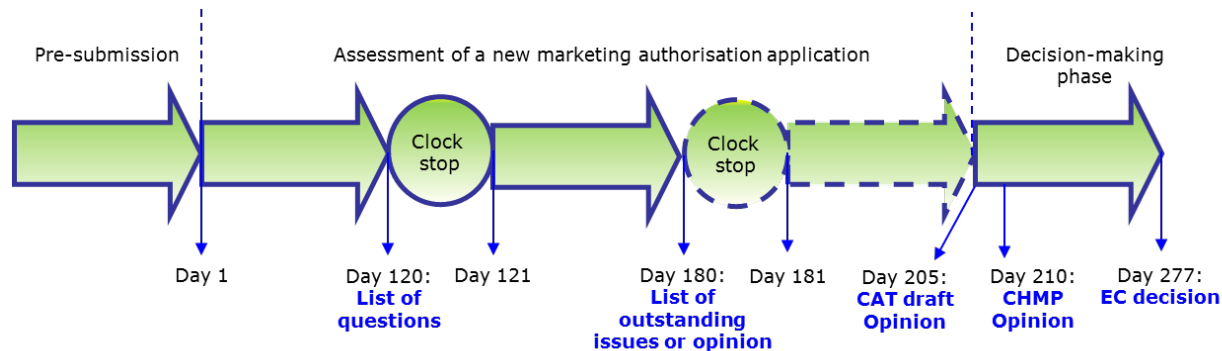 Pre-submission
Assessment of a new marketing authorisation application
Decision-making
phase
Clock
stop
Clock
stop
Day 1
Day 120:
List of
questions
Day 121
Day 180:
List of
outstanding
issues or opinion
Day 181
Day 205:
CAT draft
Opinion
Day 210:
CHMP
Opinion
Day 277:
EC decision